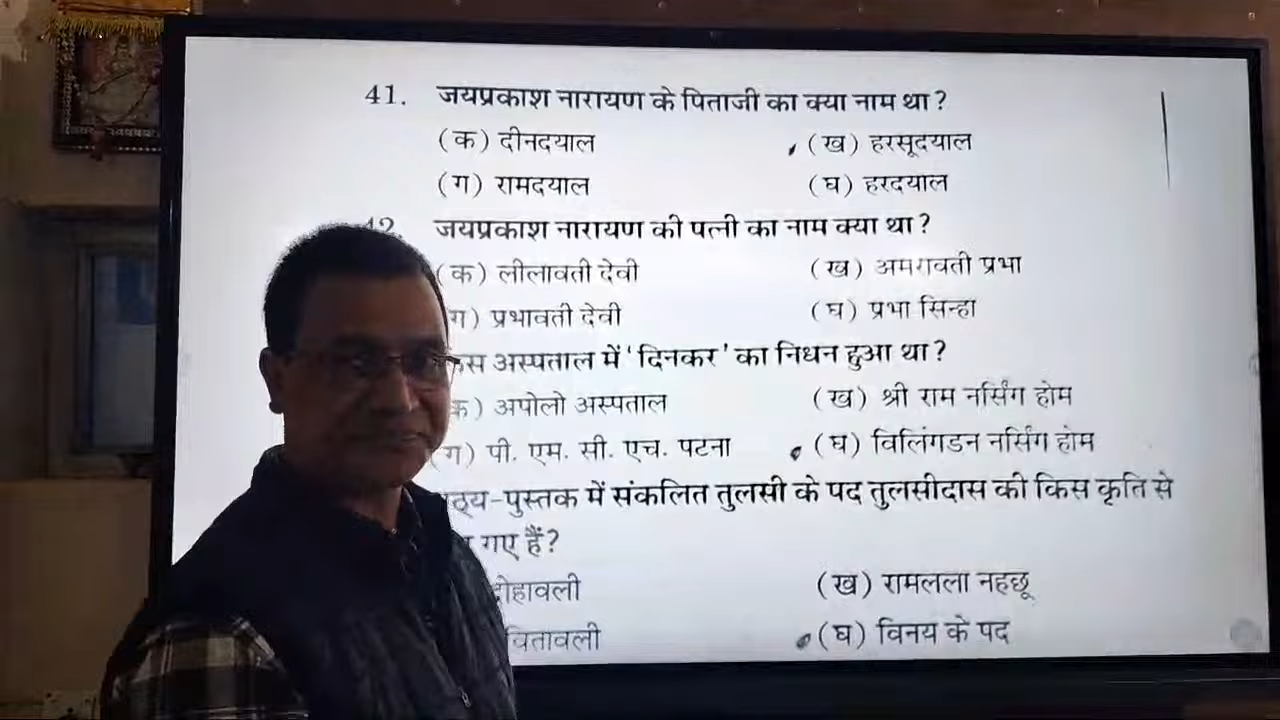 41. जयप्रकाश नारायण के पिताजी का क्या नाम था?
(क) दीनदयाल (ख) हरसूदयाल
(ग) रामदयाल (घ) हरदयाल
42. जयप्रकाश नारायण की पत्नी का नाम क्या था?
(क) लीलावती देवी (ख) अमरावती प्रभा
ग) प्रभावती देवी (घ) प्रभा सिन्हा
अस्पताल में 'दिनकर' का निधन हुआ था?
क) अपोलो अस्पताल (ख) श्री राम नर्सिंग होम
ग) पी. एम. सी. एच. पटना (घ) विलिंगडन नर्सिंग होम
पुस्तक में संकलित तुलसी के पद तुलसीदास की किस कृति से
गए हैं?
दोहावली (ख) रामलला नहछू
(घ) विनय के पद